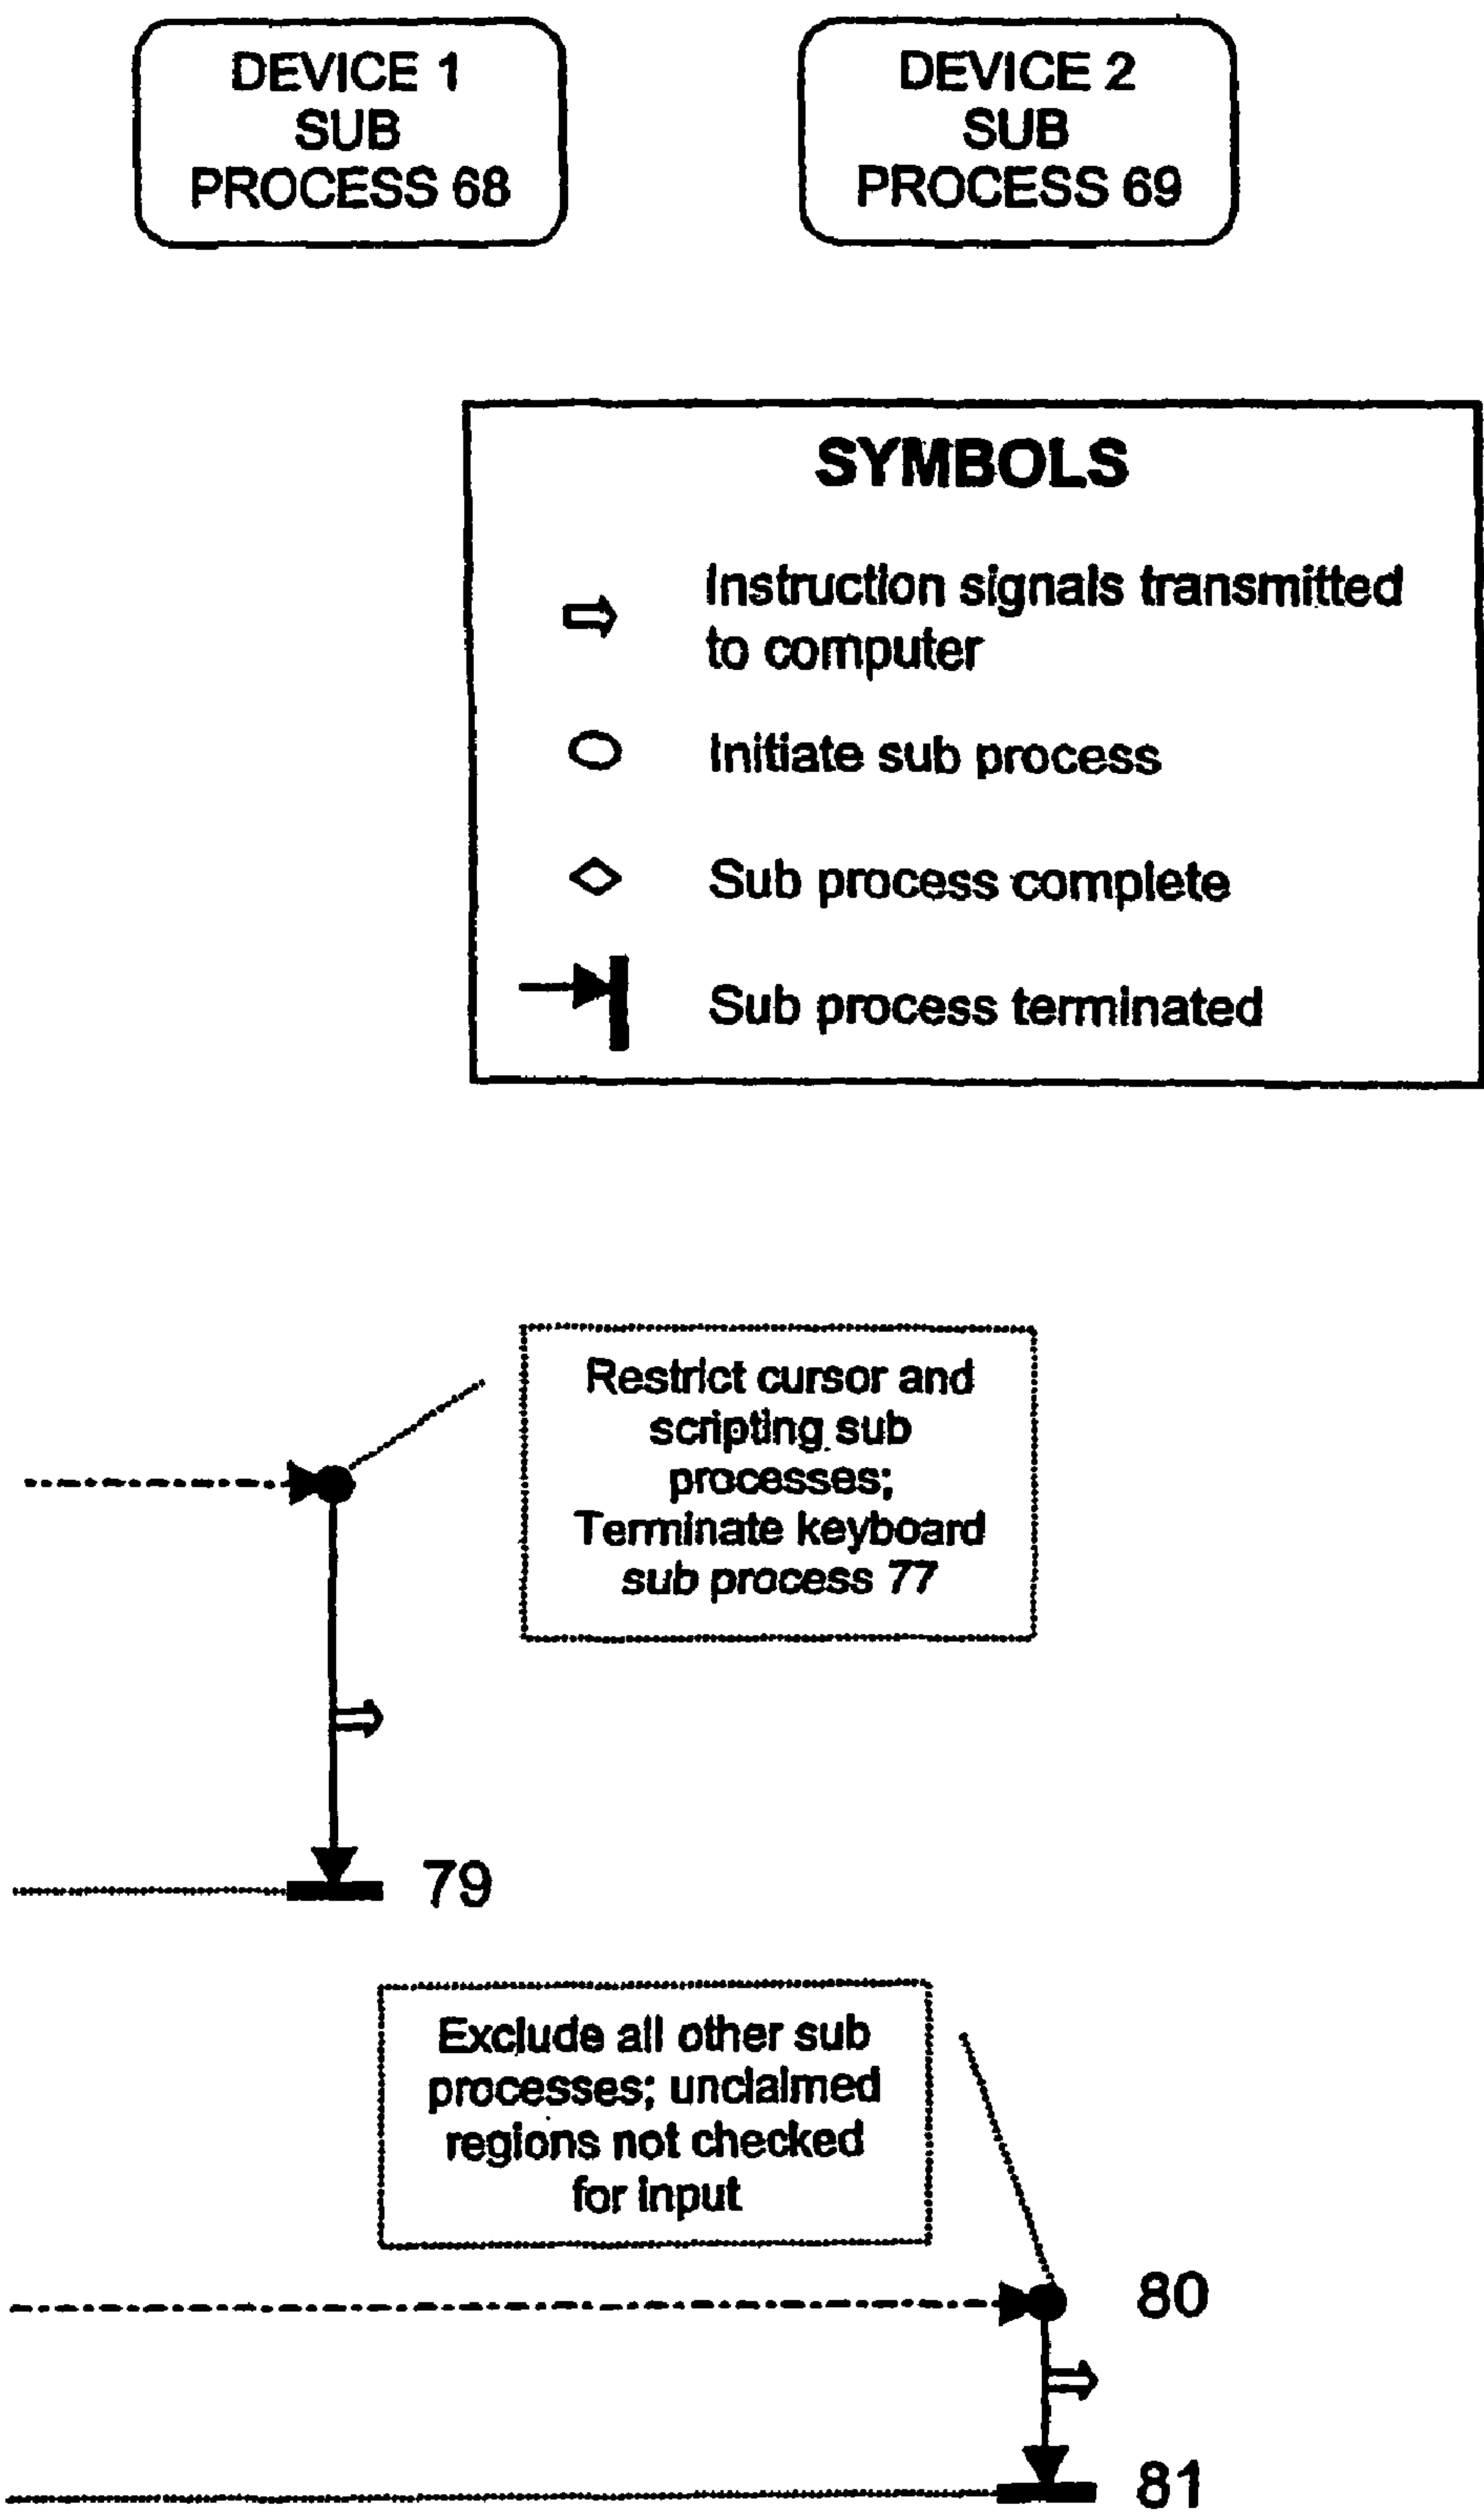 DEVICE 1
SUB
PROCESS 68
DEVICE 2
SUB
PROCESS 69
SYMBOLS
Instruction signals transmitted
to computer
Initiate sub process
Sub process complete
Sub process terminated
Restrict cursor and
scripting sub
processes;
Terminate keyboard
sub process 77
79
Exclude all other sub
processes; unclaimed
regions not checked
for input
80
81